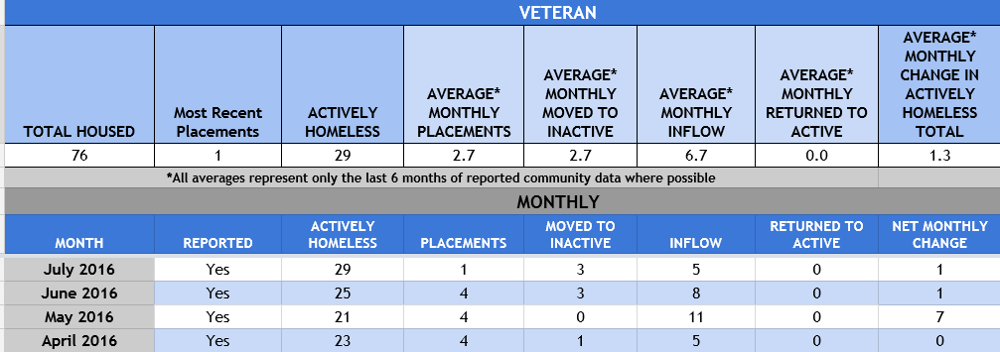 VETERAN
TOTAL HOUSED Most Recent Placements ACTIVELY HOMELESS AVERAGE* MONTHLY PLACEMENTS AVERAGE* MONTHLY MOVED TO INACTIVE AVERAGE* MONTHLY INFLOW AVERAGE* MONTHLY RETURNED TO ACTIVE AVERAGE* MONTHLY CHANGE IN ACTIVELY HOMELESS TOTAL
76 1 29 2.7 2.7 6.7 0.0 1.3
*All averages represent only the last 6 months of reported community data where possible
MONTHLY
MONTH REPORTED ACTIVELY HOMELESS PLACEMENTS MOVED TO INACTIVE INFLOW RETURNED TO ACTIVE NET MONTHLY CHANGE
July 2016 Yes 29 1 3 5 0 1
June 2016 Yes 25 4 3 8 0 1
May 2016 Yes 21 4 0 11 0 7
April 2016 Yes 23 4 1 5 0 0